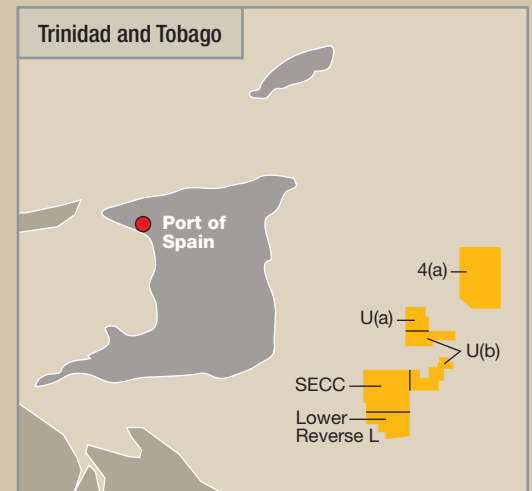 Trinidad and Tobago
Port of
Spain
4(a)
U(a)
U(b)
SECC
Lower
Reverse L